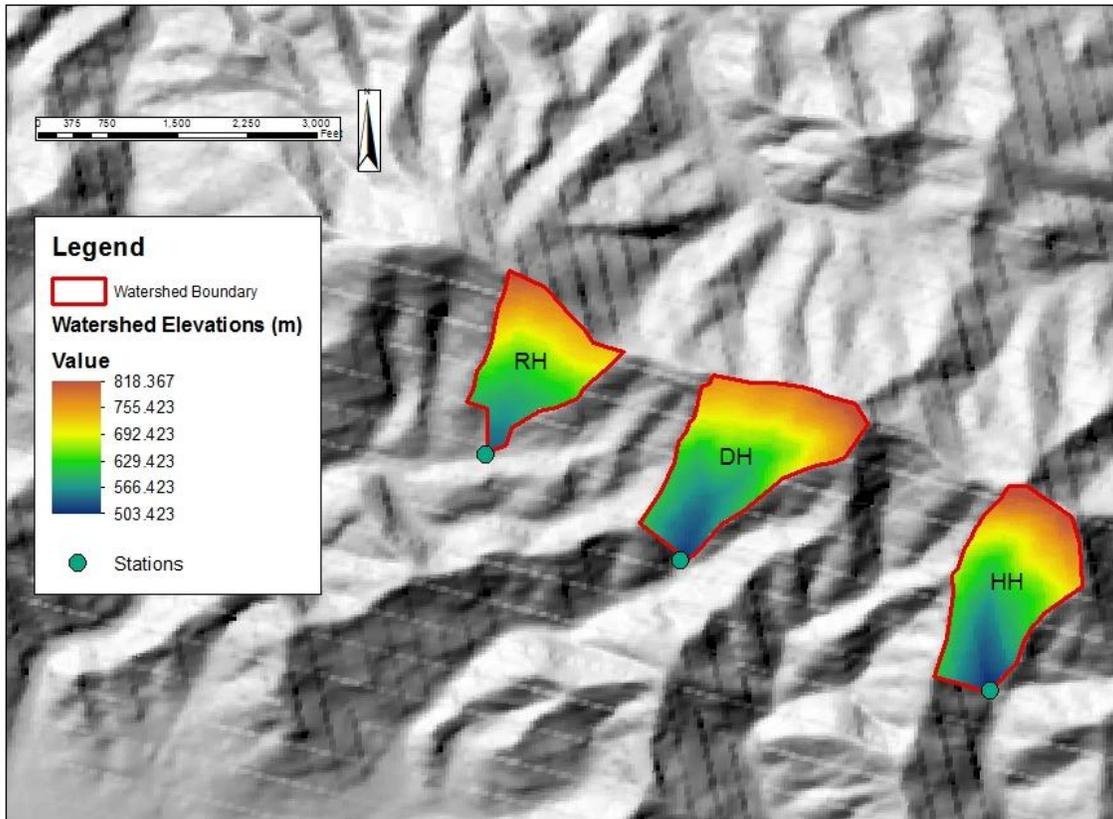 N
0 375 750 1,500 2,250 3,000
Feet
Legend
Watershed Boundary
Watershed Elevations (m)
Value
818.367
755.423
692.423
629.423
566.423
503.423
Stations
RH
DH
HH